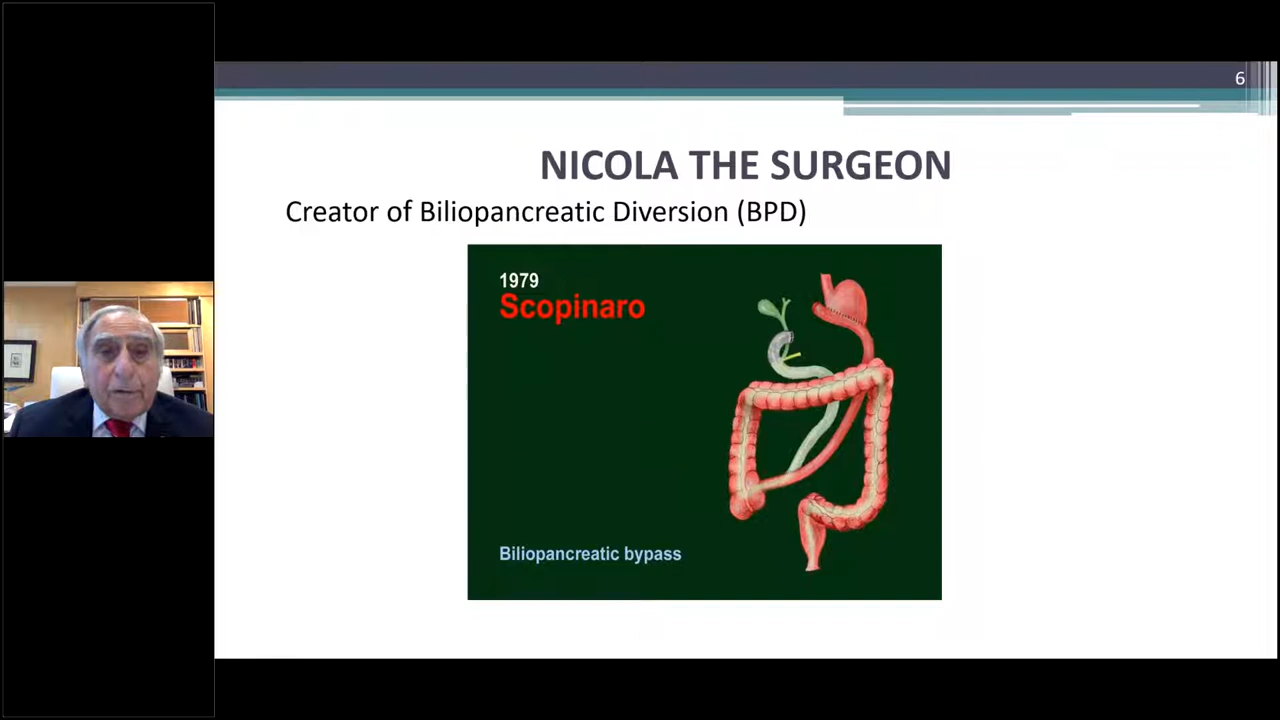 6
NICOLA THE SURGEON
Creator of Biliopancreatic Diversion (BPD)
1979
Scopinaro
Biliopancreatic bypass